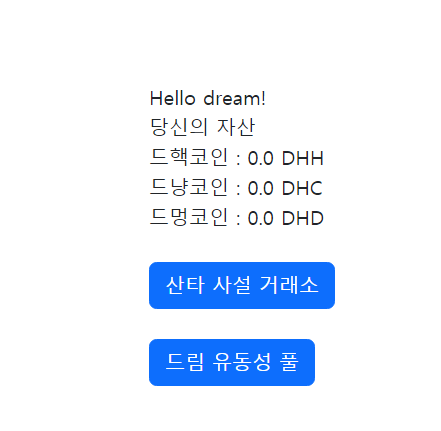 Hello dream!
당신의 자산
드핵코인 : 0.0 DHH
드냥코인 : 0.0 DHC
드멍코인 : 0.0 DHD
산타 사설 거래소
드림 유동성 풀